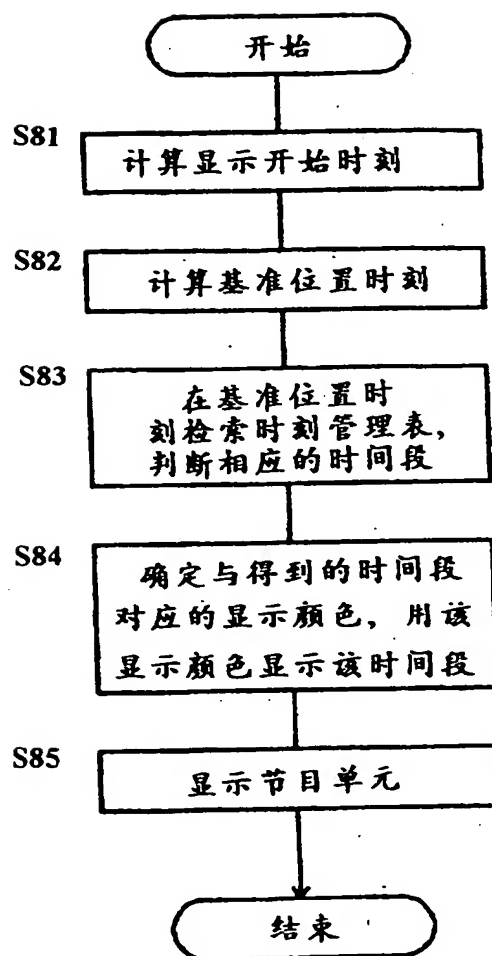 开始
S81
计算显示开始时刻
S82
计算基准位置时刻
S83
在基准位置时
刻检索时刻管理表，
判断相应的时间段
S84
确定与得到的时间段
对应的显示颜色，用该
显示颜色显示该时间段
S85
显示节目单元
结束